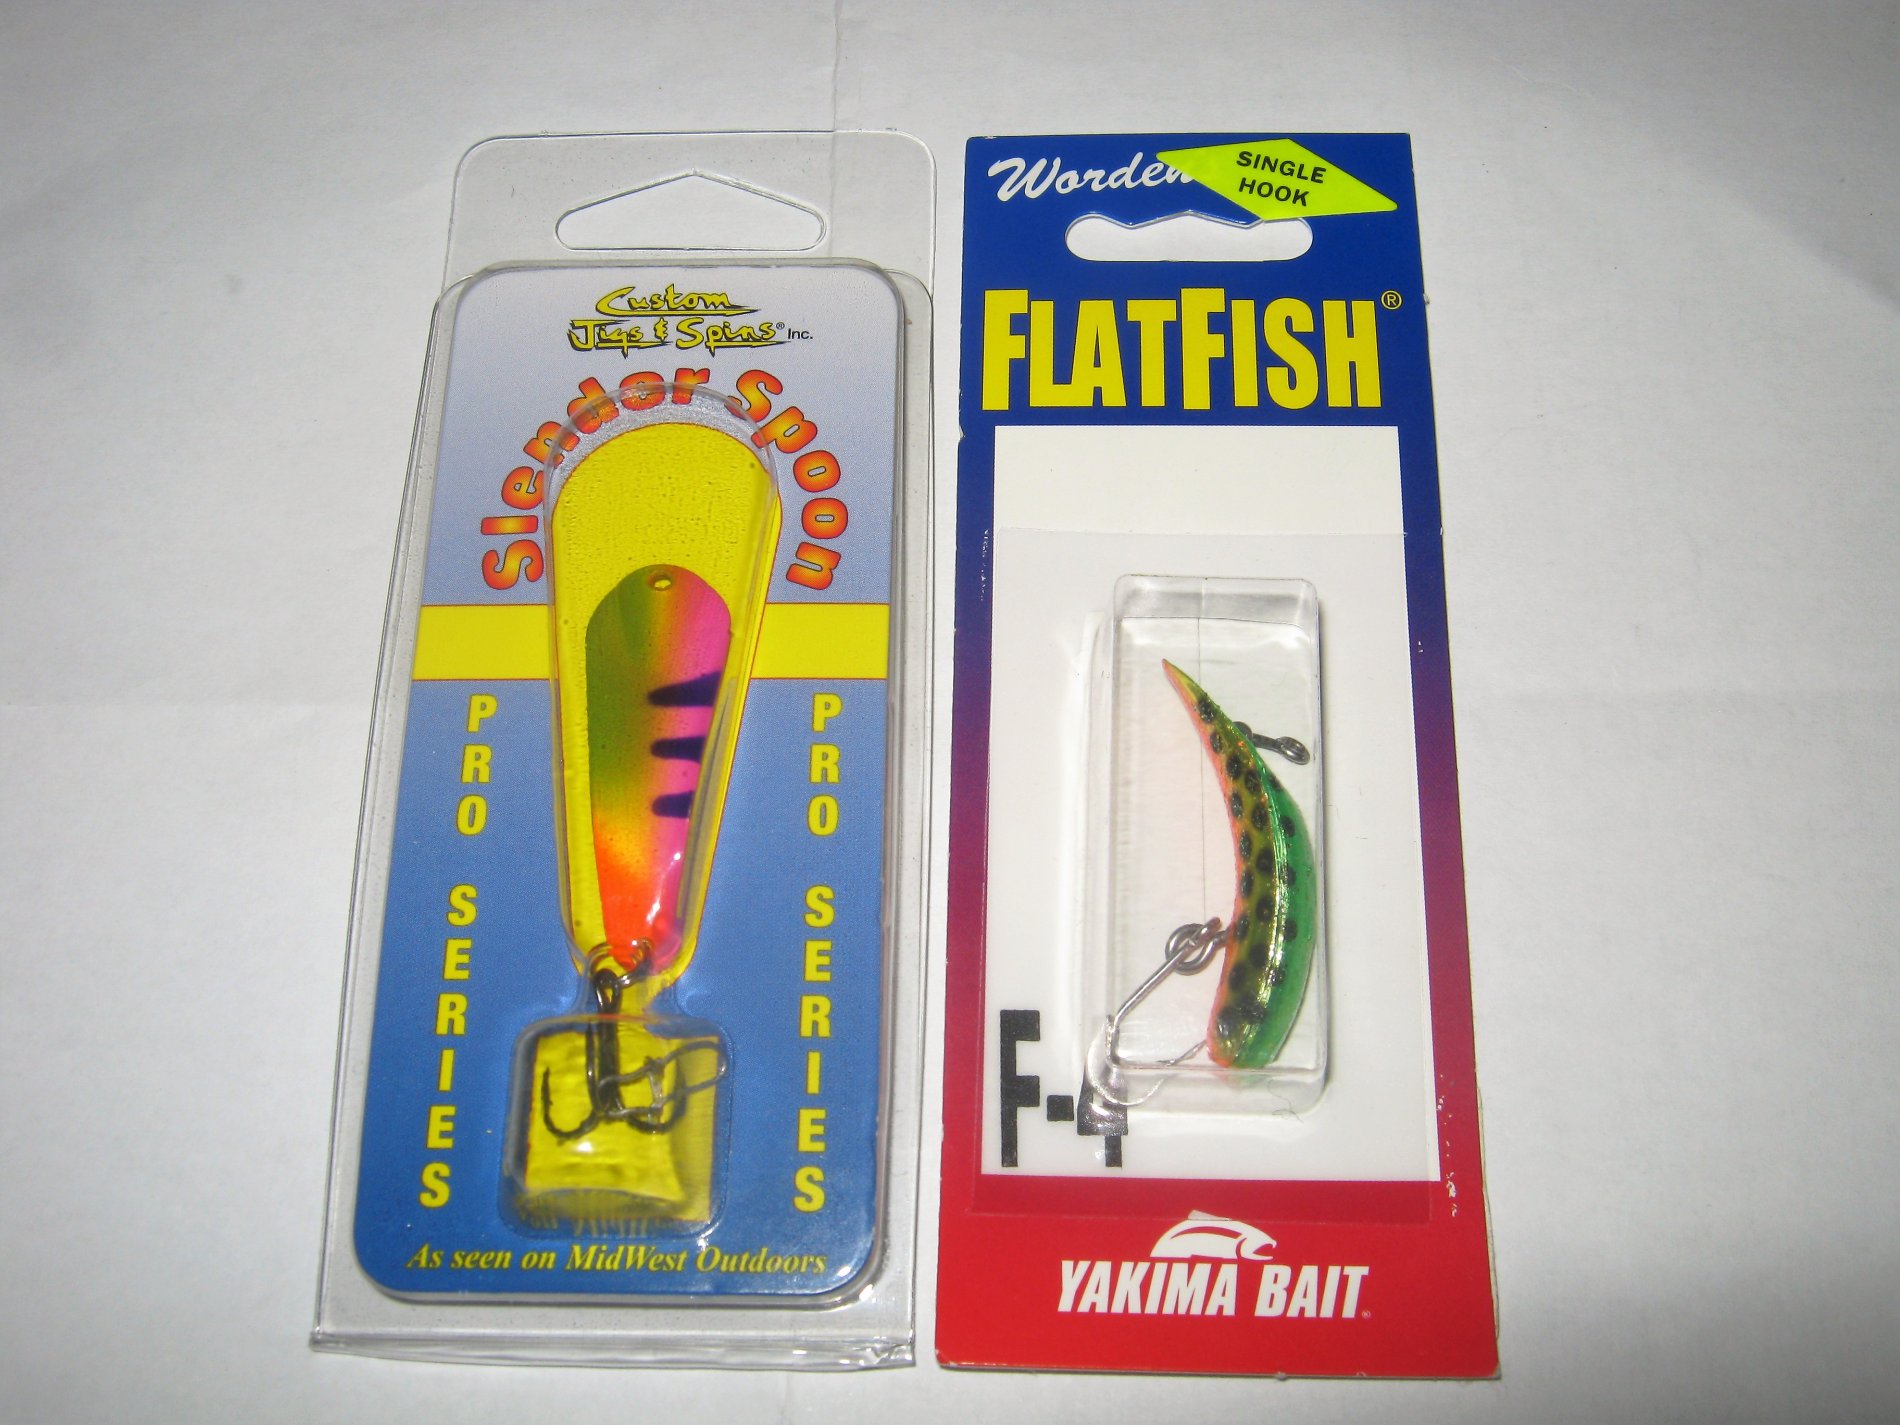 Custom
Jigs & Spins® Inc.
Slender Spoon
PRO SERIES
PRO SERIES
As seen on MidWest Outdoors
Worden
SINGLE
HOOK
FLATFISH®
F-4
YAKIMA BAIT